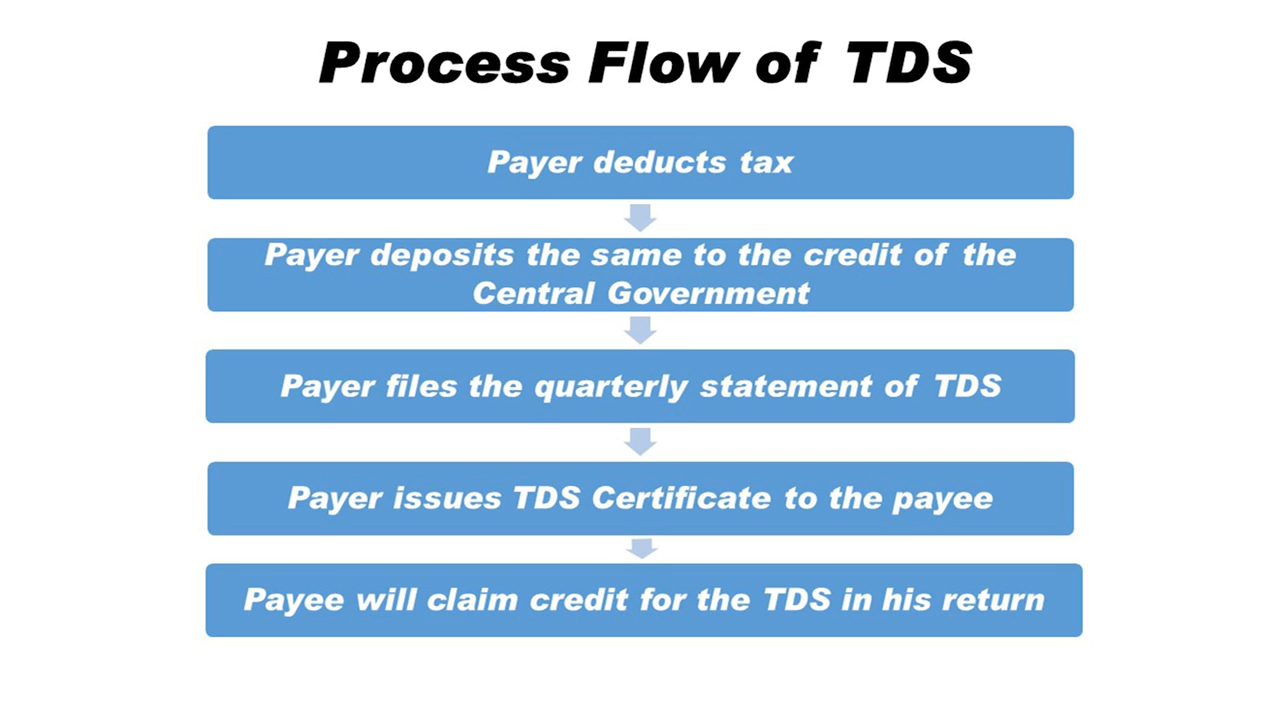 Process Flow of TDS
Payer deducts tax
Payer deposits the same to the credit of the
Central Government
Payer files the quarterly statement of TDS
Payer issues TDS Certificate to the payee
Payee will claim credit for the TDS in his return